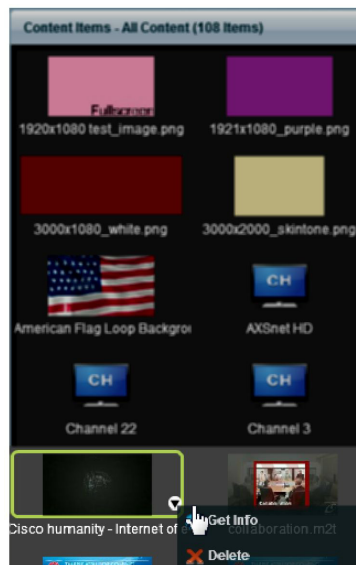 Content Items - All Content (108 Items)
Fullscreen
1920x1080 test_image.png
1921x1080_purple.png
3000x1080_white.png
3000x2000_skintone.png
American Flag Loop Backgrou
CH
AXSnet HD
CH
CH
Channel 22
Channel 3
Cisco humanity - Internet of e
collaboration.m2t
Get Info
Delete